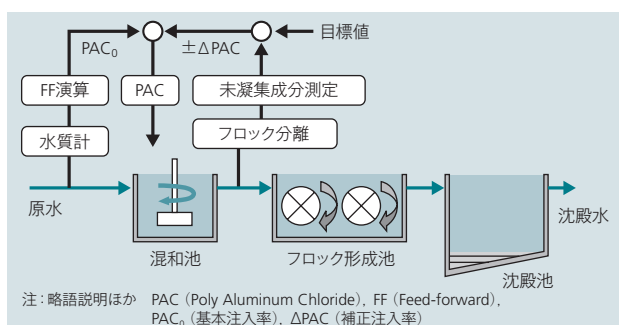 目標値
PAC₀
±ΔPAC
FF演算
PAC
未凝集成分測定
水質計
フロック分離
原水
沈殿水
混和池
フロック形成池
沈殿池
注：略語説明ほか　PAC（Poly Aluminum Chloride），FF（Feed-forward），
PAC₀（基本注入率），ΔPAC（補正注入率）